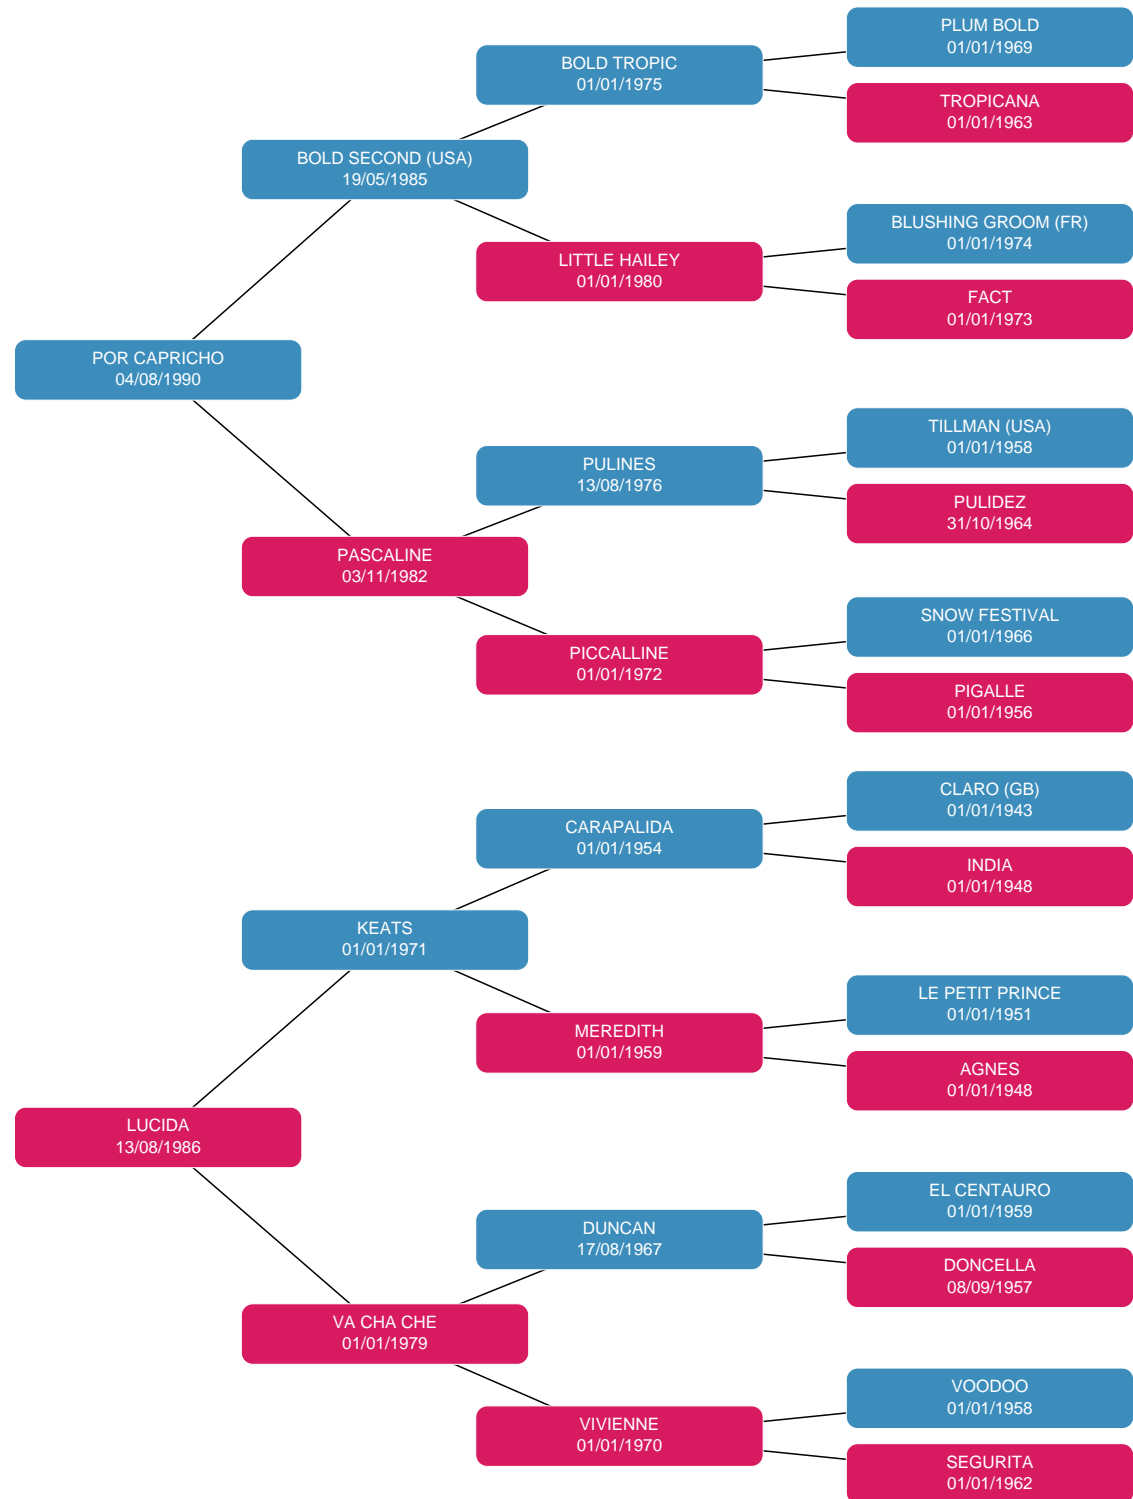 PLUM BOLD
01/01/1969
BOLD TROPIC
01/01/1975
TROPICANA
01/01/1963
BOLD SECOND (USA)
19/05/1985
BLUSHING GROOM (FR)
01/01/1974
LITTLE HAILEY
01/01/1980
FACT
01/01/1973
POR CAPRICHO
04/08/1990
TILLMAN (USA)
01/01/1958
PULINES
13/08/1976
PULIDEZ
31/10/1964
PASCALINE
03/11/1982
SNOW FESTIVAL
01/01/1966
PICCALLINE
01/01/1972
PIGALLE
01/01/1956
CLARO (GB)
01/01/1943
CARAPALIDA
01/01/1954
INDIA
01/01/1948
KEATS
01/01/1971
LE PETIT PRINCE
01/01/1951
MEREDITH
01/01/1959
AGNES
01/01/1948
LUCIDA
13/08/1986
EL CENTAURO
01/01/1959
DUNCAN
17/08/1967
DONCELLA
08/09/1957
VA CHA CHE
01/01/1979
VOODOO
01/01/1958
VIVIENNE
01/01/1970
SEGURITA
01/01/1962